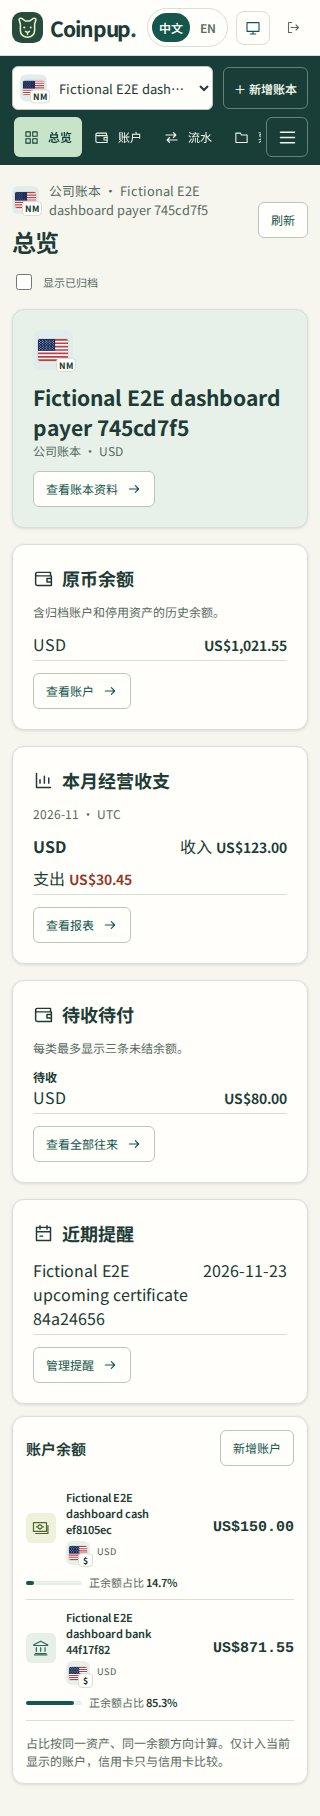 Coinpup.
中文
EN
NM
Fictional E2E dash···
＋ 新增账本
总览
账户
流水
NM
公司账本 • Fictional E2E
dashboard payer 745cd7f5
总览
刷新
显示已归档
NM
Fictional E2E dashboard
payer 745cd7f5
公司账本 • USD
查看账本资料 →
原币余额
含归档账户和停用资产的历史余额。
USD
US$1,021.55
查看账户 →
本月经营收支
2026-11 • UTC
USD
收入 US$123.00
支出 US$30.45
查看报表 →
待收待付
每类最多显示三条未结余额。
待收
USD
US$80.00
查看全部往来 →
近期提醒
Fictional E2E
upcoming certificate
84a24656
2026-11-23
管理提醒 →
账户余额
新增账户
Fictional E2E
dashboard cash
ef8105ec
$
USD
US$150.00
正余额占比 14.7%
Fictional E2E
dashboard bank
44f17f82
$
USD
US$871.55
正余额占比 85.3%
占比按同一资产、同一余额方向计算。仅计入当前
显示的账户，信用卡只与信用卡比较。